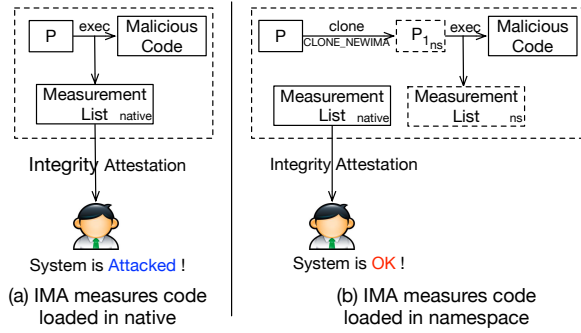 P
exec
Malicious
Code
Measurement
List native
Integrity Attestation
System is Attacked !
(a) IMA measures code
loaded in native
P
clone
CLONE_NEWIMA
P1ns
exec
Malicious
Code
Measurement
List native
Measurement
List ns
Integrity Attestation
System is OK !
(b) IMA measures code
loaded in namespace